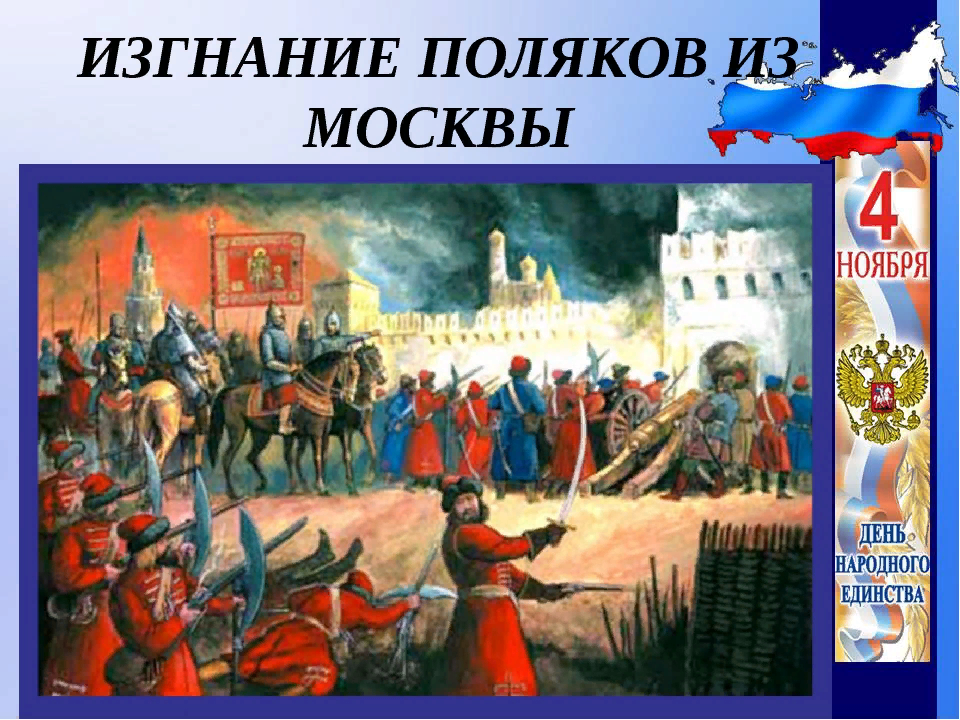 ИЗГНАНИЕ ПОЛЯКОВ ИЗ
МОСКВЫ
4
НОЯБРЯ
ДЕНЬ
НАРОДНОГО
ЕДИНСТВА